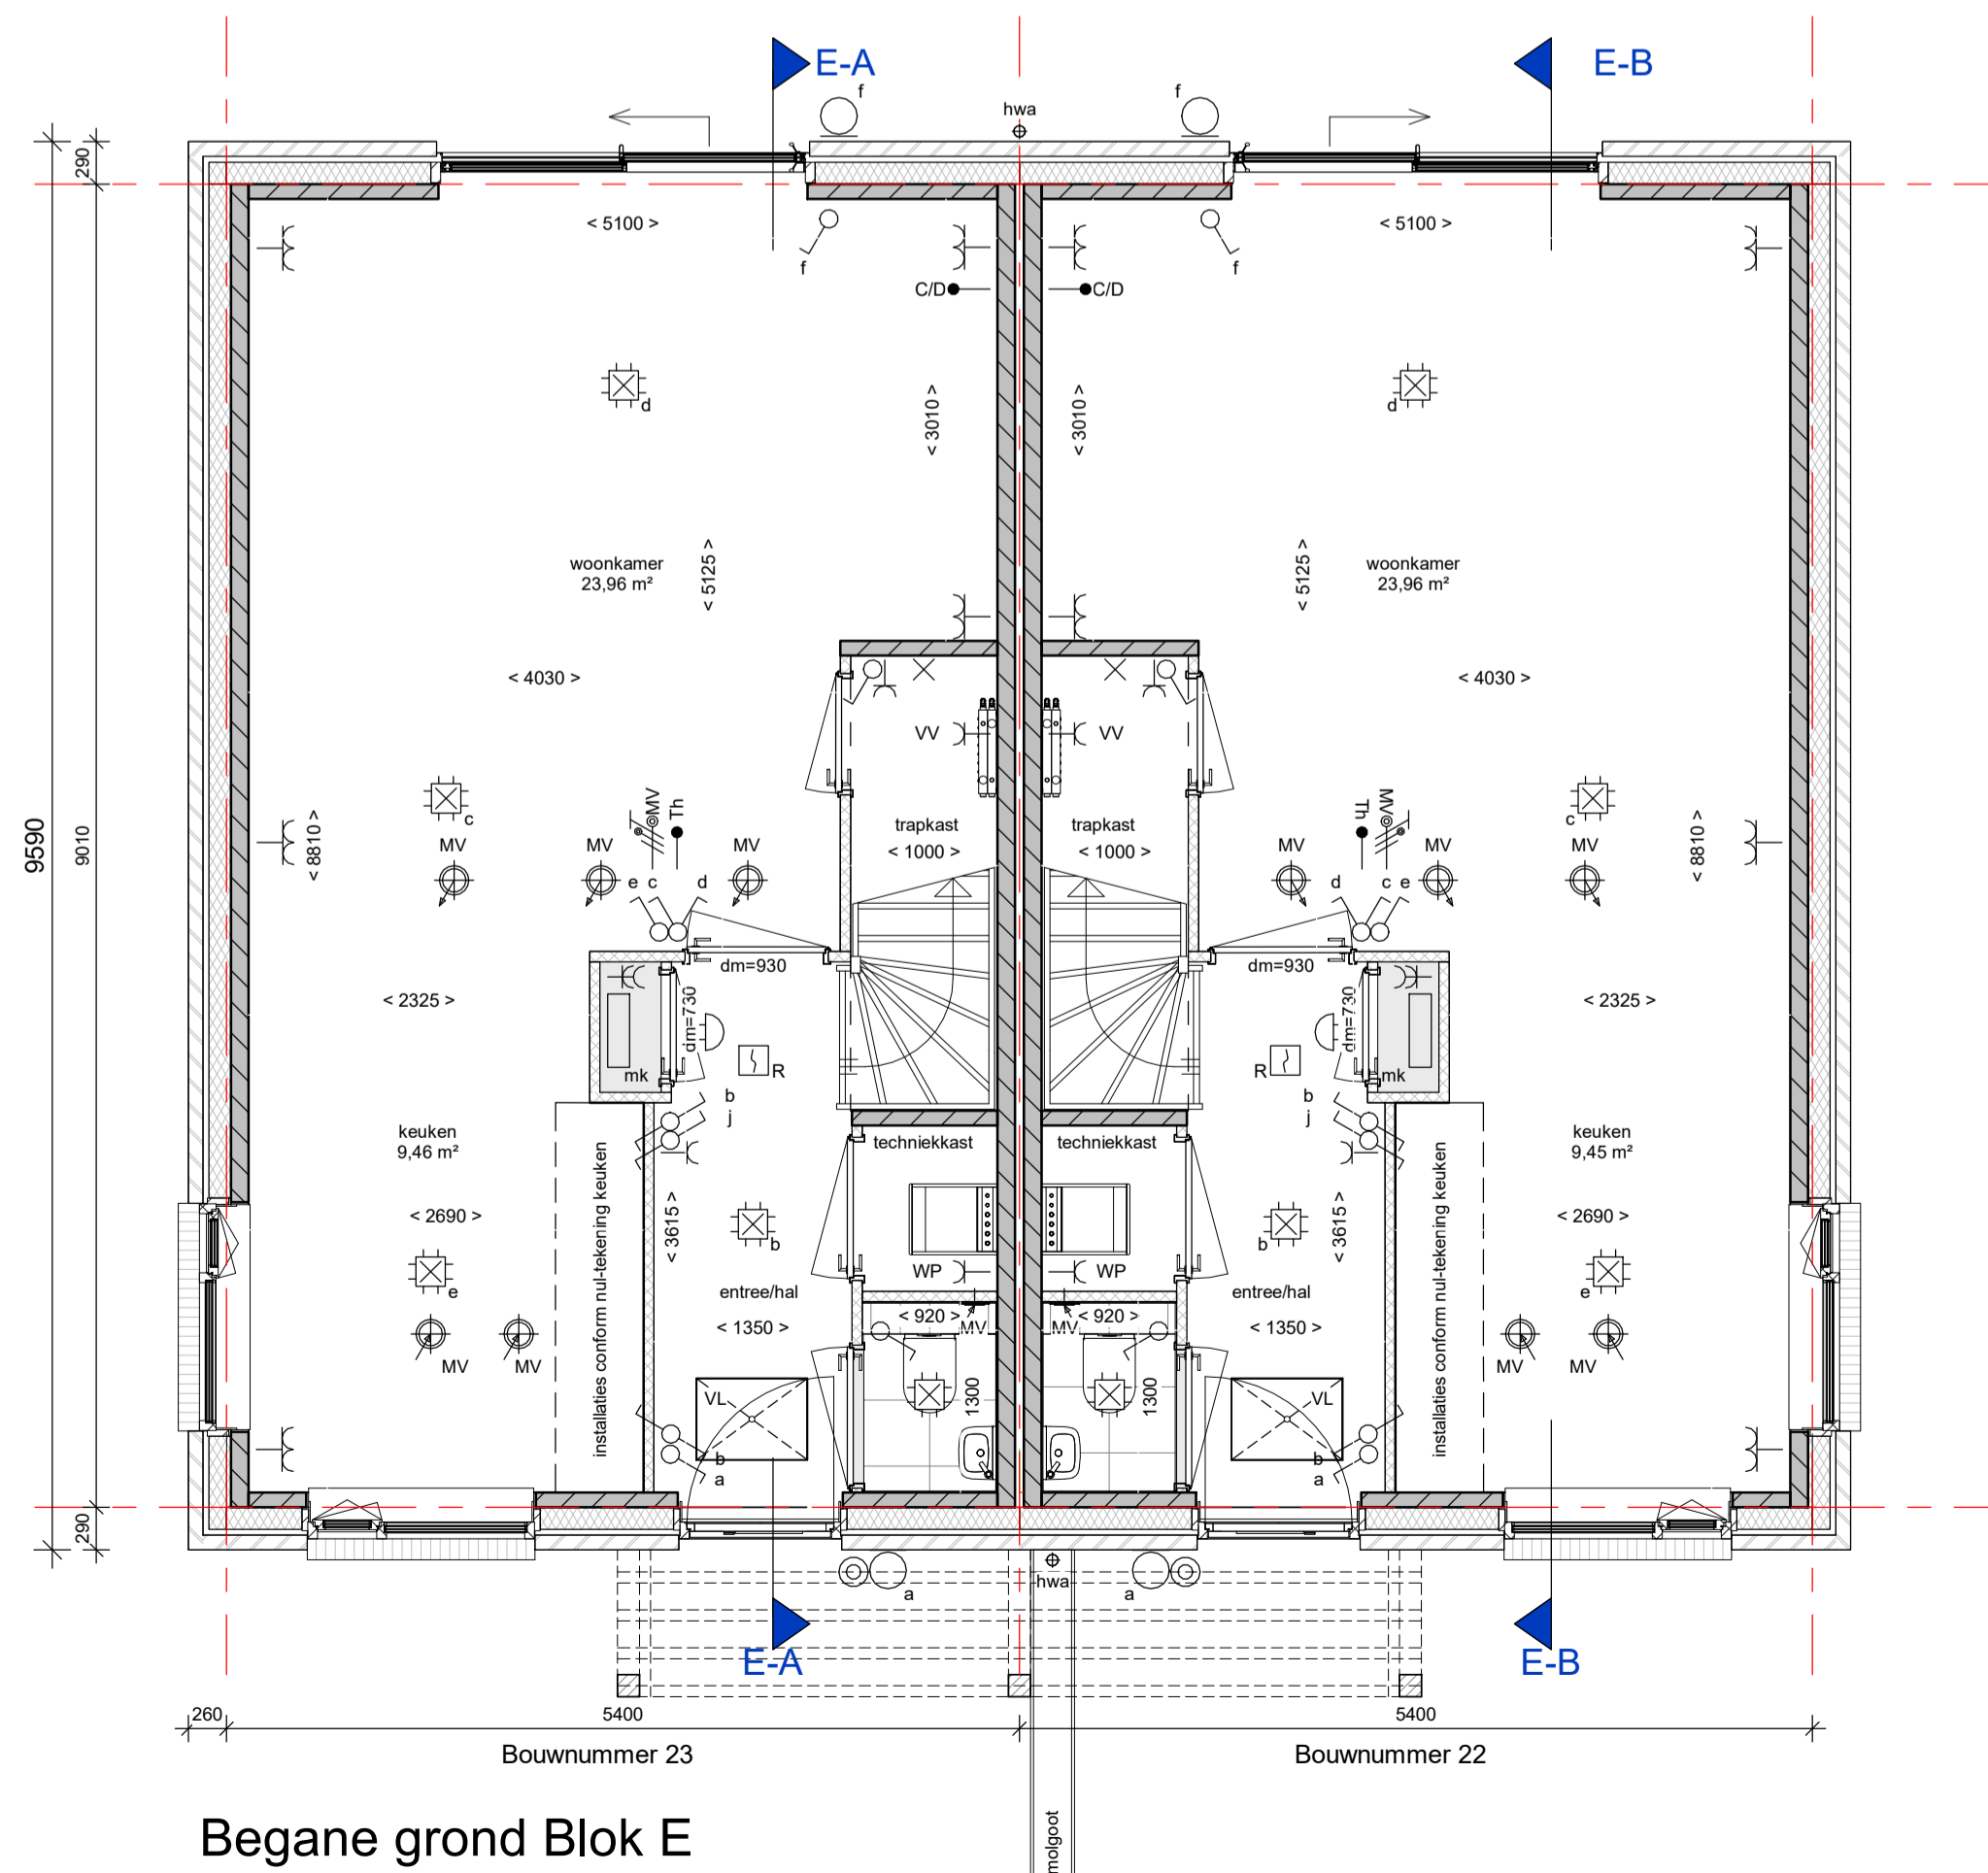 E-A
E-B
f
f
hwa
290
< 5100 >
< 5100 >
f
f
C/D
C/D
d
d
< 3010 >
< 3010 >
woonkamer
23,96 m²
< 5125 >
< 5125 >
woonkamer
23,96 m²
< 4030 >
< 4030 >
VV
VV
c
MV
Th
Th
MV
c
9590
9010
< 8810 >
MV
MV
MV
trapkast
< 1000 >
trapkast
< 1000 >
MV
MV
MV
< 8810 >
e
c
d
d
c
e
dm=930
dm=930
< 2325 >
dm=730
dm=730
< 2325 >
mk
R
R
mk
b
j
b
j
keuken
9,46 m²
techniekkast
techniekkast
keuken
9,45 m²
installaties conform nul-tekening keuken
installaties conform nul-tekening keuken
< 2690 >
< 3615 >
b
b
< 3615 >
< 2690 >
e
WP
WP
e
entree/hal
< 1350 >
< 920 >
MV
MV
< 920 >
entree/hal
< 1350 >
MV
MV
MV
MV
VL
1300
1300
VL
b
a
b
a
290
a
hwa
a
E-A
E-B
260
5400
5400
Bouwnummer 23
Bouwnummer 22
Begane grond Blok E
molgoot